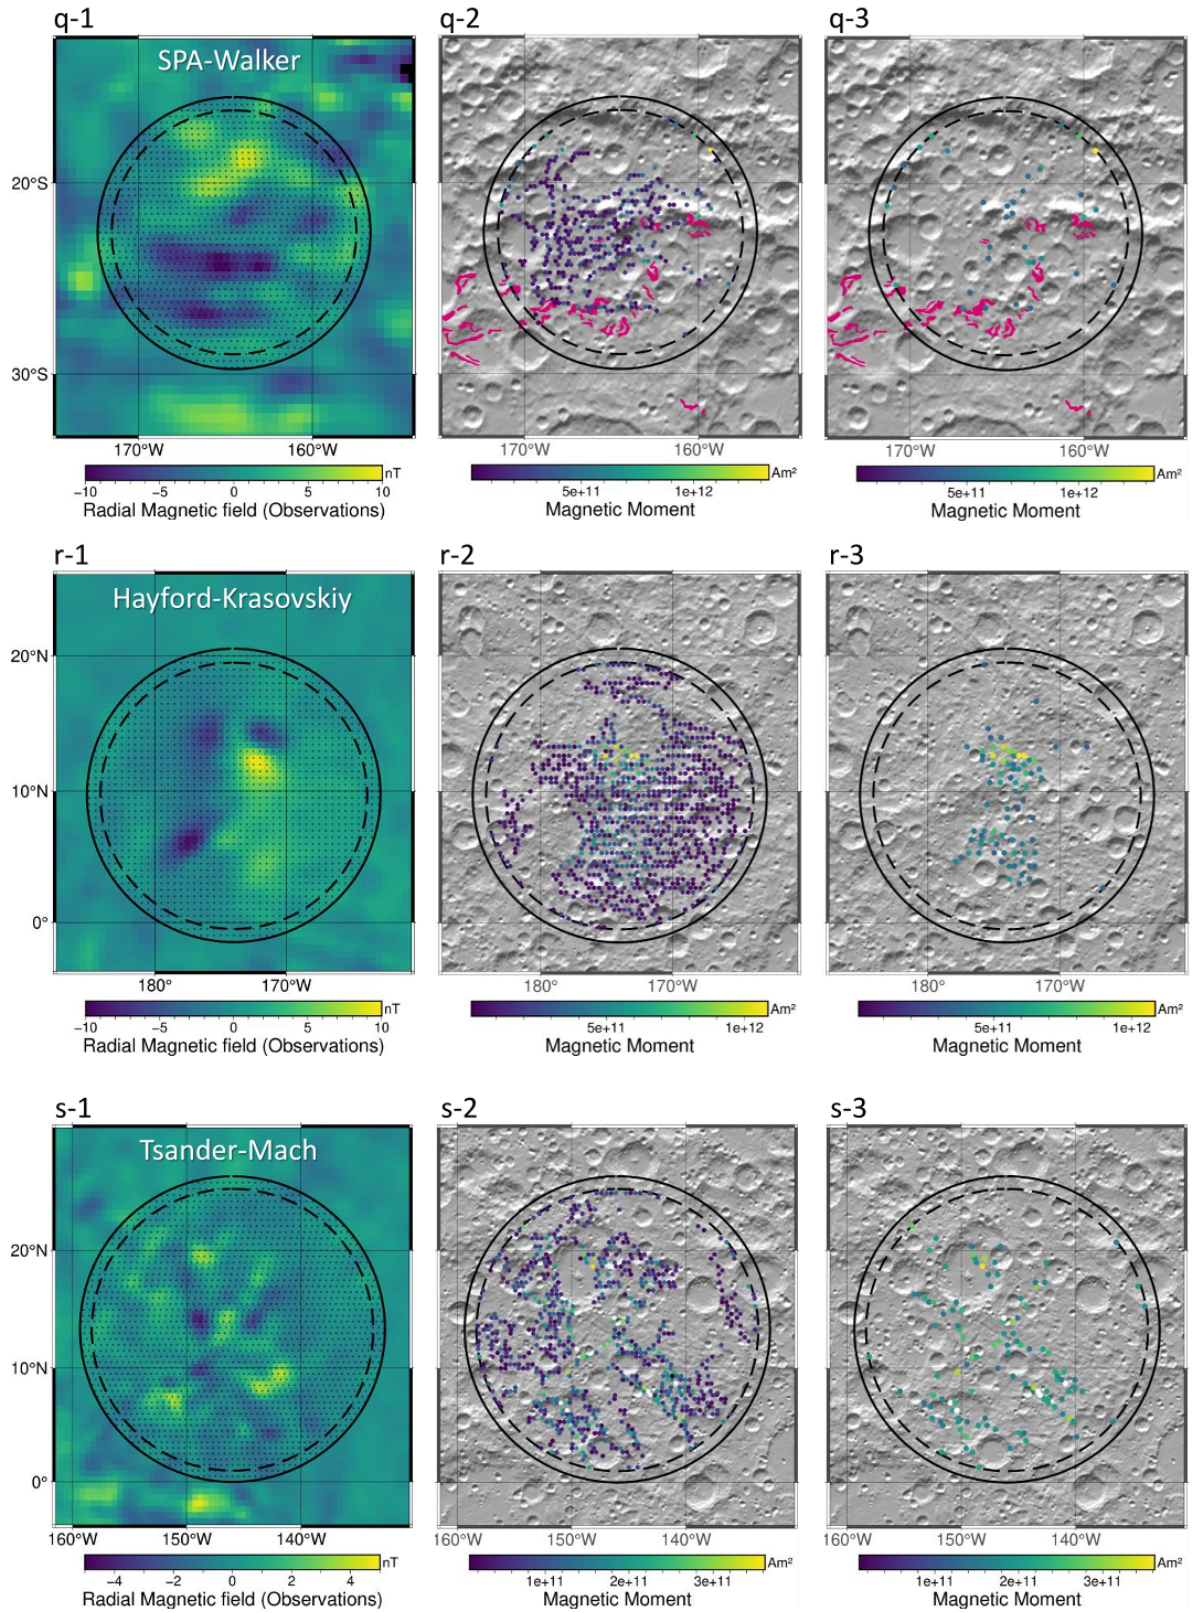 q-1 q-2 q-3
SPA-Walker
20°S
30°S
170°W 160°W 170°W 160°W 170°W 160°W
nT Am² Am²
−10 −5 0 5 10 5e+11 1e+12 5e+11 1e+12
Radial Magnetic field (Observations) Magnetic Moment Magnetic Moment
r-1 r-2 r-3
Hayford-Krasovskiy
20°N
10°N
0°
180° 170°W 180° 170°W 180° 170°W
nT Am² Am²
−10 −5 0 5 10 5e+11 1e+12 5e+11 1e+12
Radial Magnetic field (Observations) Magnetic Moment Magnetic Moment
s-1 s-2 s-3
Tsander-Mach
20°N
10°N
0°
160°W 150°W 140°W 160°W 150°W 140°W 160°W 150°W 140°W
nT Am² Am²
−4 −2 0 2 4 1e+11 2e+11 3e+11 1e+11 2e+11 3e+11
Radial Magnetic field (Observations) Magnetic Moment Magnetic Moment